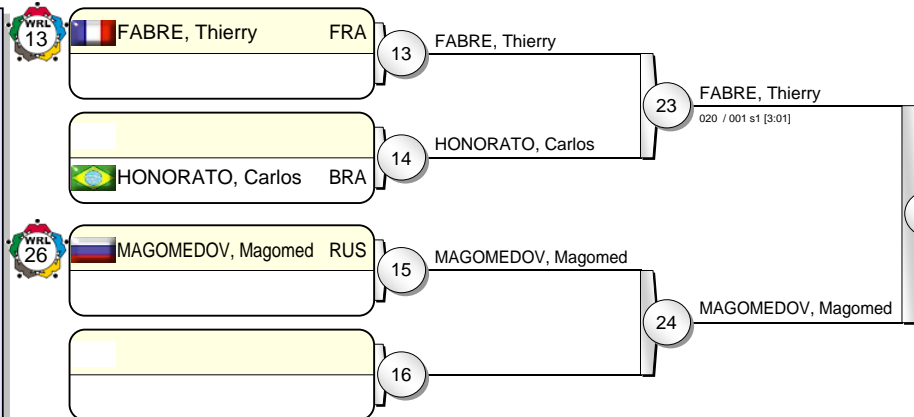 WRL
13
FABRE, Thierry FRA
13
FABRE, Thierry
23
FABRE, Thierry
020 / 001 s1 [3:01]
HONORATO, Carlos BRA
14
HONORATO, Carlos
WRL
26
MAGOMEDOV, Magomed RUS
15
MAGOMEDOV, Magomed
24
MAGOMEDOV, Magomed
16